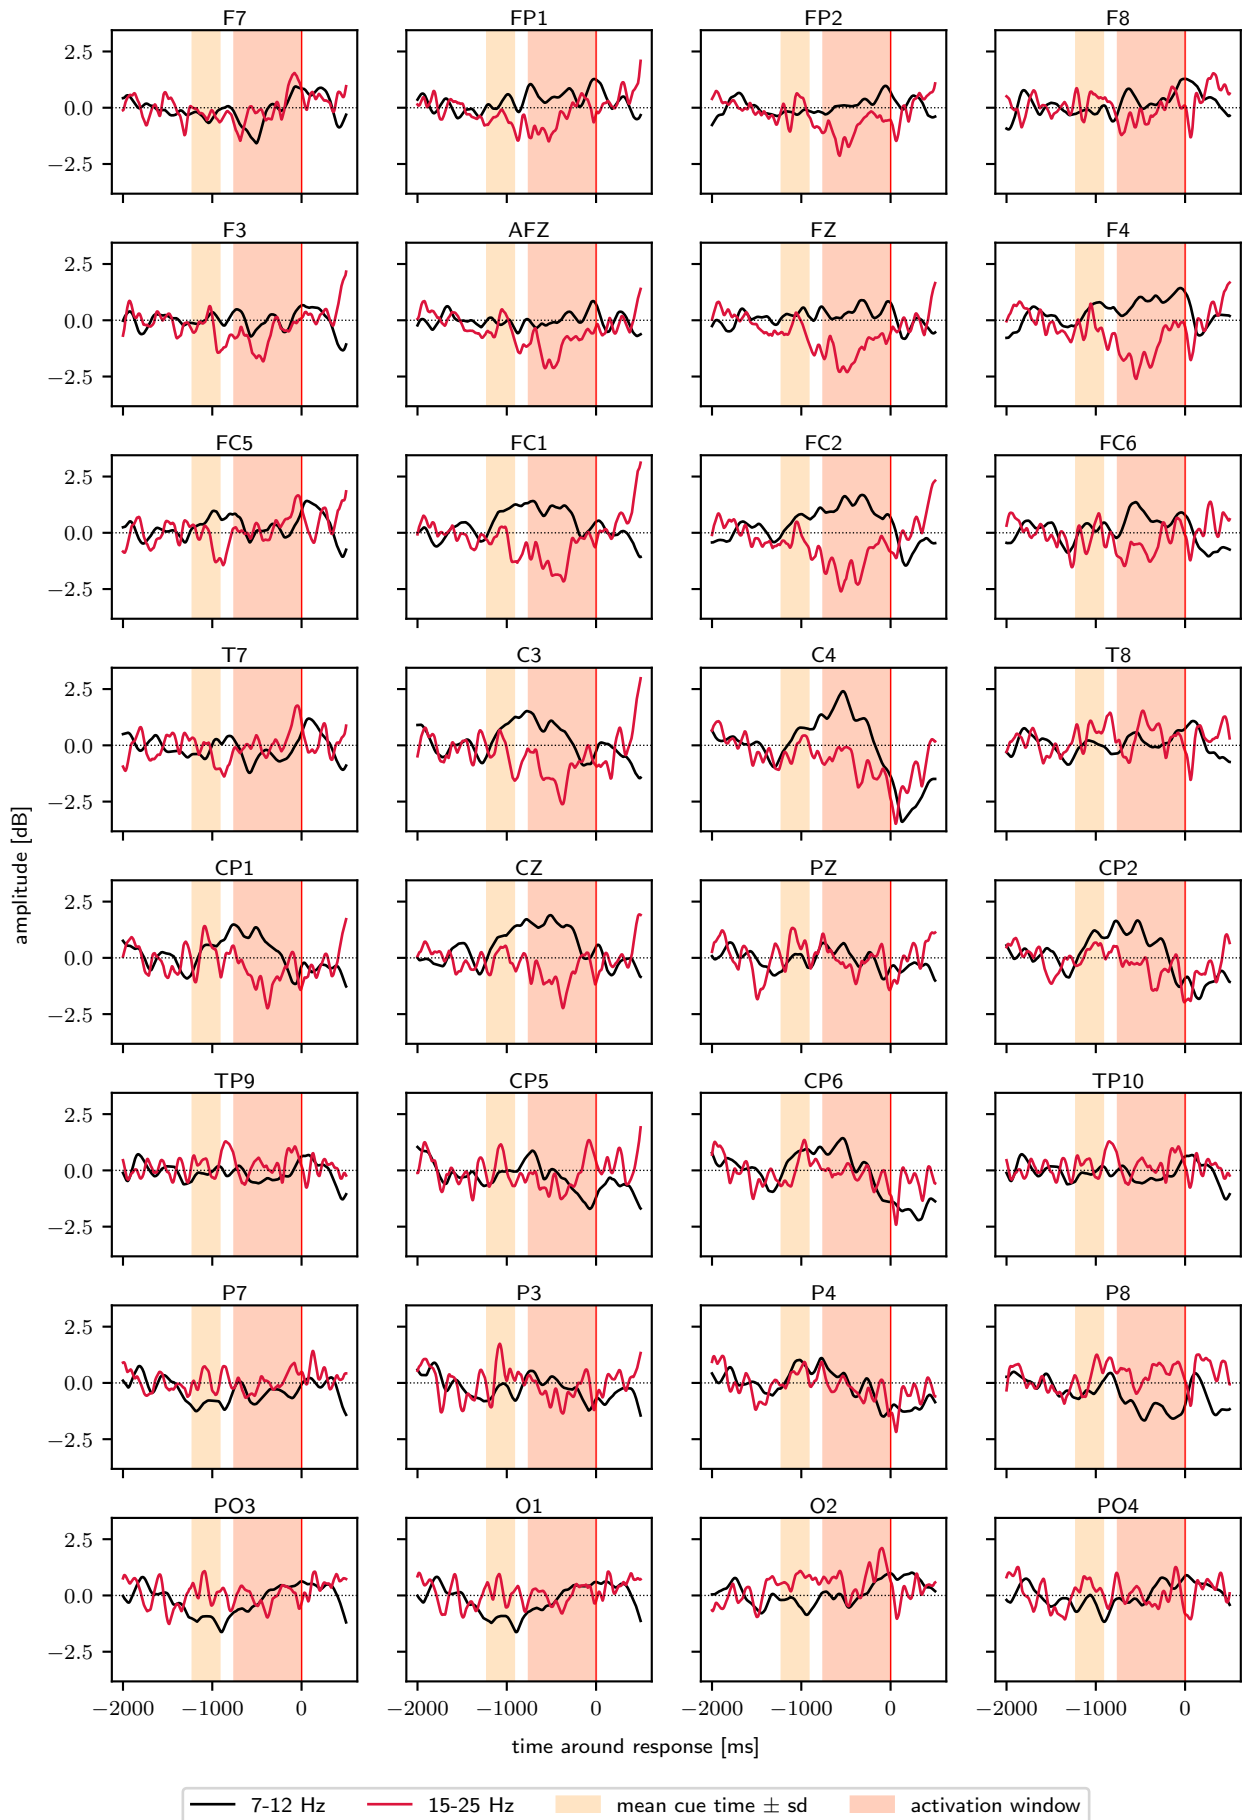 F7 FP1 FP2 F8
2.5
0.0
−2.5
F3 AFZ FZ F4
2.5
0.0
−2.5
FC5 FC1 FC2 FC6
2.5
0.0
−2.5
T7 C3 C4 T8
2.5
0.0
−2.5
amplitude [dB]
CP1 CZ PZ CP2
2.5
0.0
−2.5
TP9 CP5 CP6 TP10
2.5
0.0
−2.5
P7 P3 P4 P8
2.5
0.0
−2.5
PO3 O1 O2 PO4
2.5
0.0
−2.5
−2000 −1000 0 −2000 −1000 0 −2000 −1000 0 −2000 −1000 0
time around response [ms]
7-12 Hz 15-25 Hz mean cue time ± sd activation window